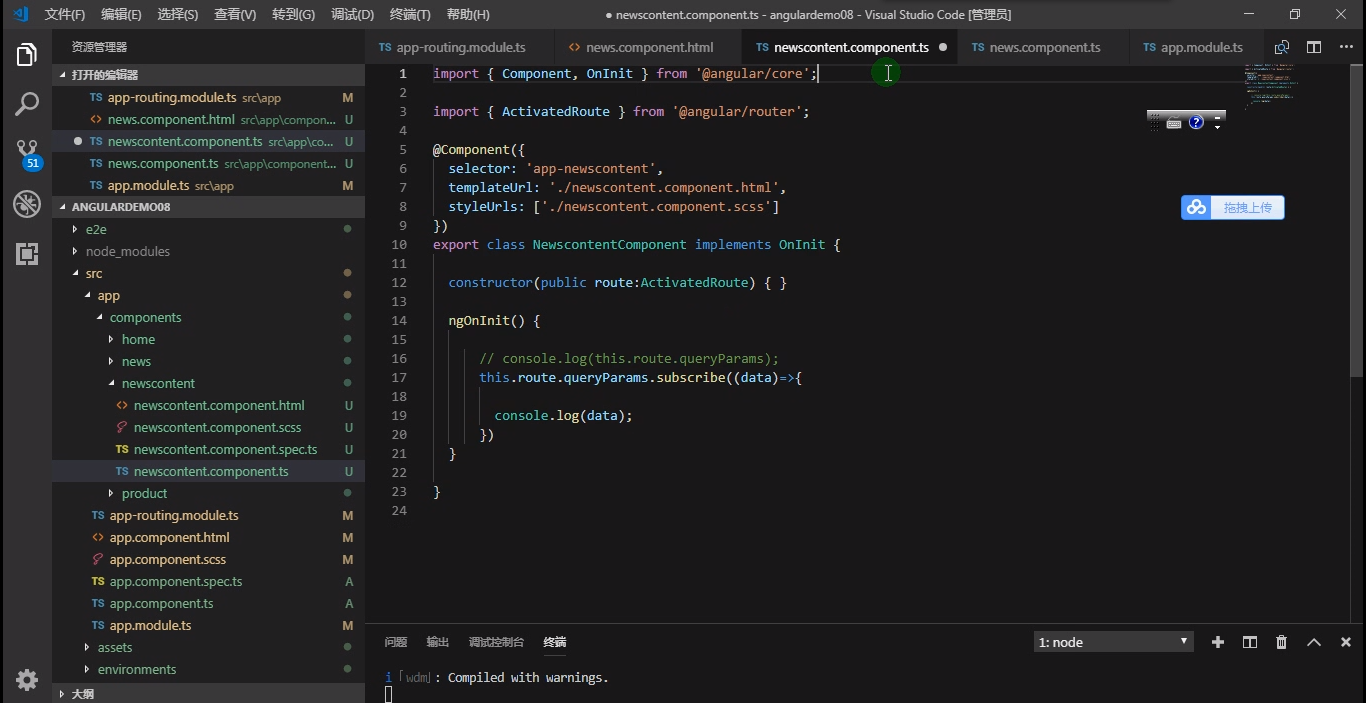 文件(F) 编辑(E) 选择(S) 查看(V) 转到(G) 调试(D) 终端(T) 帮助(H) ● newscontent.component.ts - angulardemo08 - Visual Studio Code [管理员]
资源管理器
TS app-routing.module.ts <> news.component.html TS newscontent.component.ts ● TS news.component.ts TS app.module.ts
打开的编辑器
TS app-routing.module.ts src\app M
<> news.component.html src\app\compon... U
● TS newscontent.component.ts src\app\co... U
TS news.component.ts src\app\component... U
TS app.module.ts src\app M
51
ANGULARDEMO08
e2e
node_modules
src
app
components
home
news
newscontent
<> newscontent.component.html U
newscontent.component.scss U
TS newscontent.component.spec.ts U
TS newscontent.component.ts U
product
TS app-routing.module.ts M
<> app.component.html M
app.component.scss M
TS app.component.spec.ts A
TS app.component.ts A
TS app.module.ts M
assets
environments
大纲
1 import { Component, OnInit } from '@angular/core';
2
3 import { ActivatedRoute } from '@angular/router';
4
5 @Component({
6 selector: 'app-newscontent',
7 templateUrl: './newscontent.component.html',
8 styleUrls: ['./newscontent.component.scss']
9 })
10 export class NewscontentComponent implements OnInit {
11
12 constructor(public route:ActivatedRoute) { }
13
14 ngOnInit() {
15
16 // console.log(this.route.queryParams);
17 this.route.queryParams.subscribe((data)=>{
18
19 console.log(data);
20 })
21 }
22
23 }
24
拖拽上传
问题 输出 调试控制台 终端 1: node
i ｢wdm｣: Compiled with warnings.